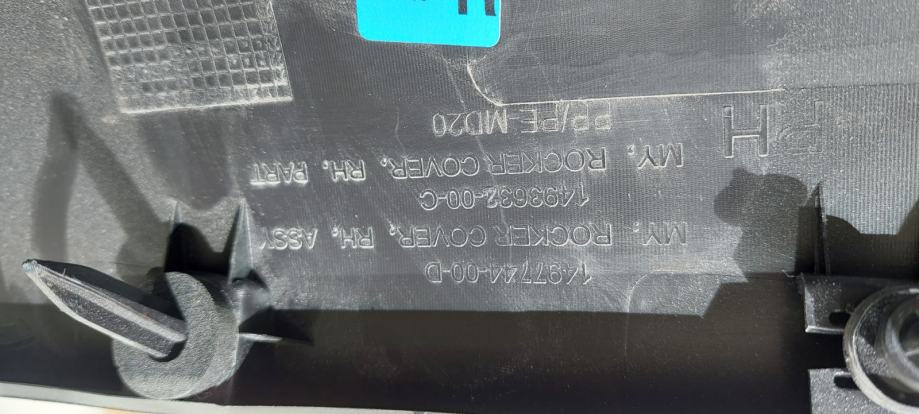 1497744-00-D
MY, ROCKER COVER, RH, ASSY
1493632-00-C
MY, ROCKER COVER, RH, PART
PP/PE-MD20
RH